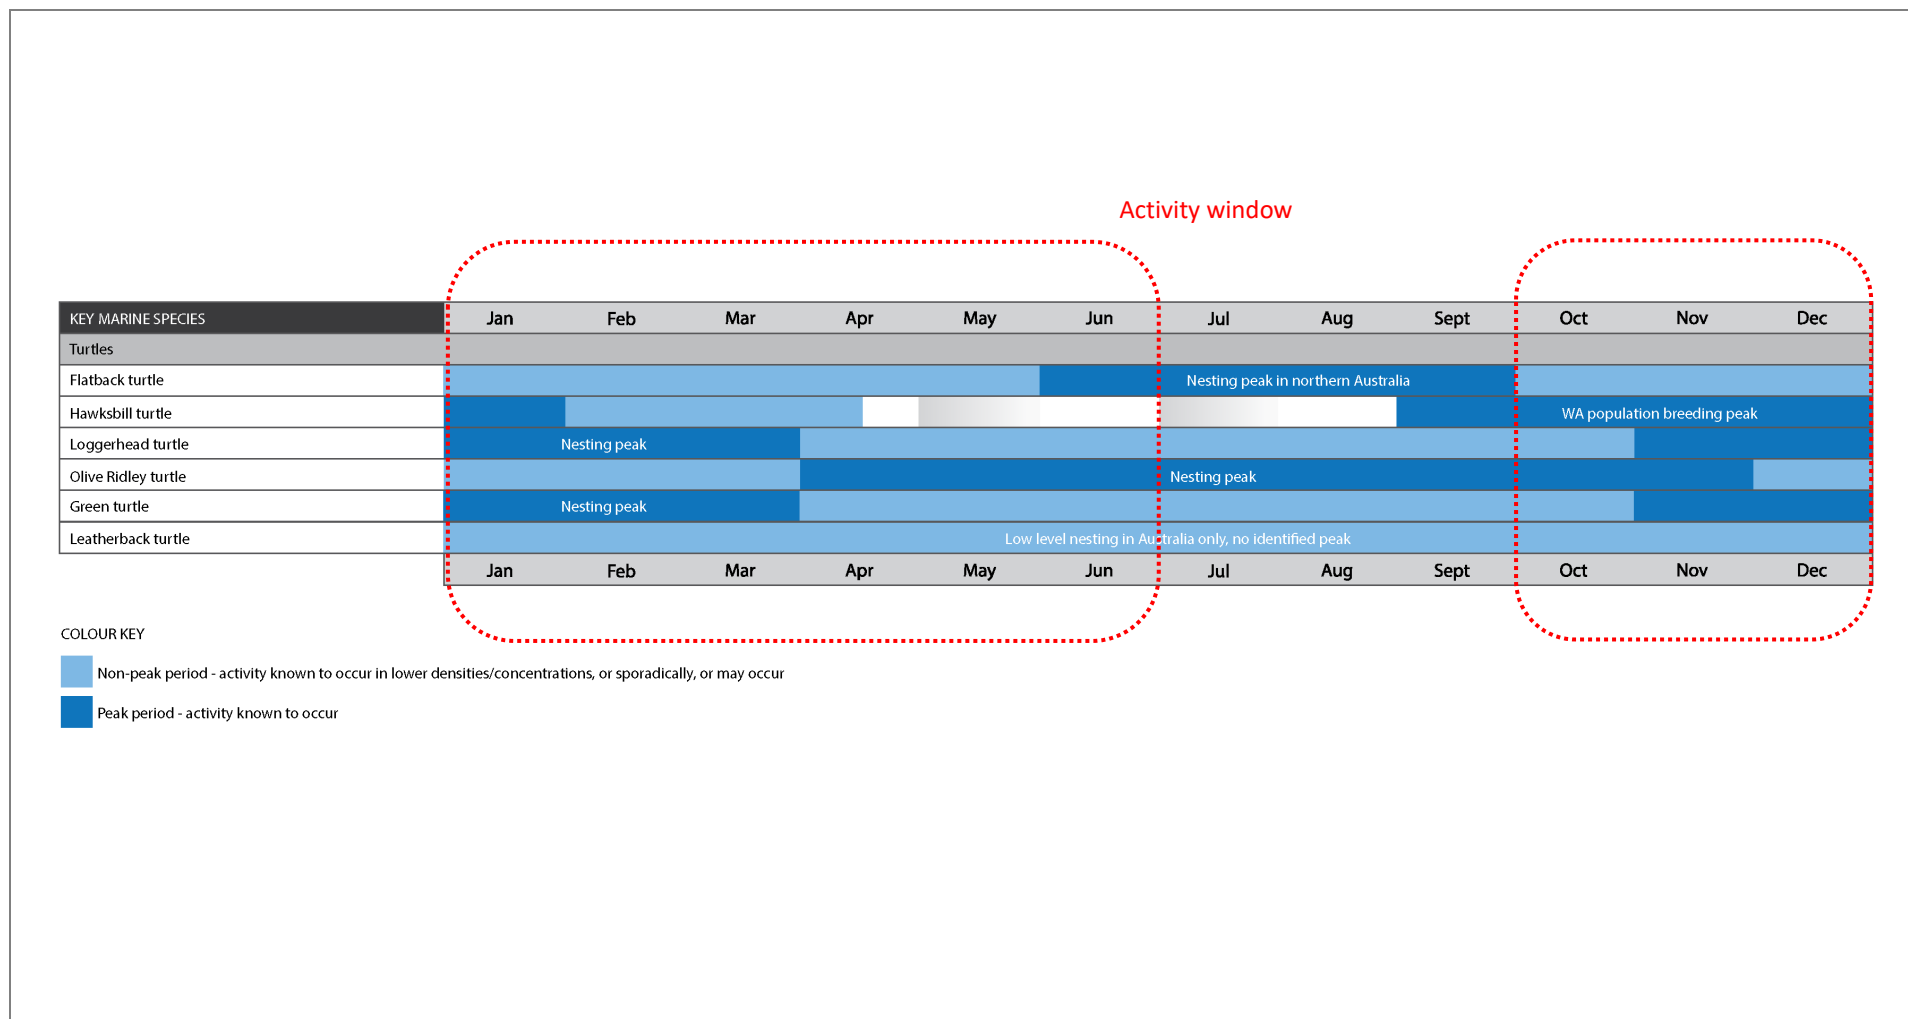 Activity window
KEY MARINE SPECIES Jan Feb Mar Apr May Jun Jul Aug Sept Oct Nov Dec
Turtles
Flatback turtle Nesting peak in northern Australia
Hawksbill turtle WA population breeding peak
Loggerhead turtle Nesting peak
Olive Ridley turtle Nesting peak
Green turtle Nesting peak
Leatherback turtle Low level nesting in Australia only, no identified peak
Jan Feb Mar Apr May Jun Jul Aug Sept Oct Nov Dec
COLOUR KEY
Non-peak period - activity known to occur in lower densities/concentrations, or sporadically, or may occur
Peak period - activity known to occur